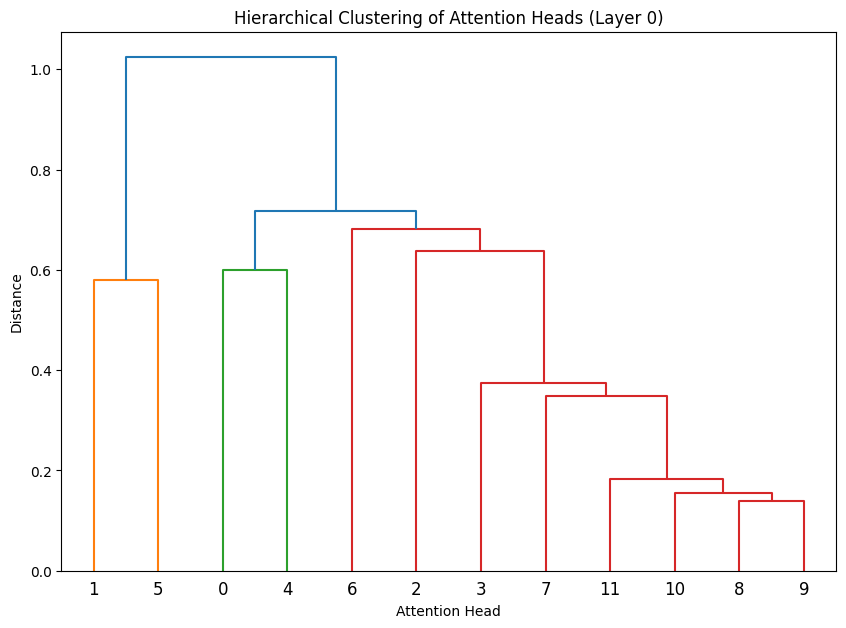 Hierarchical Clustering of Attention Heads (Layer 0)
Distance
1.0
0.8
0.6
0.4
0.2
0.0
1 5 0 4 6 2 3 7 11 10 8 9
Attention Head